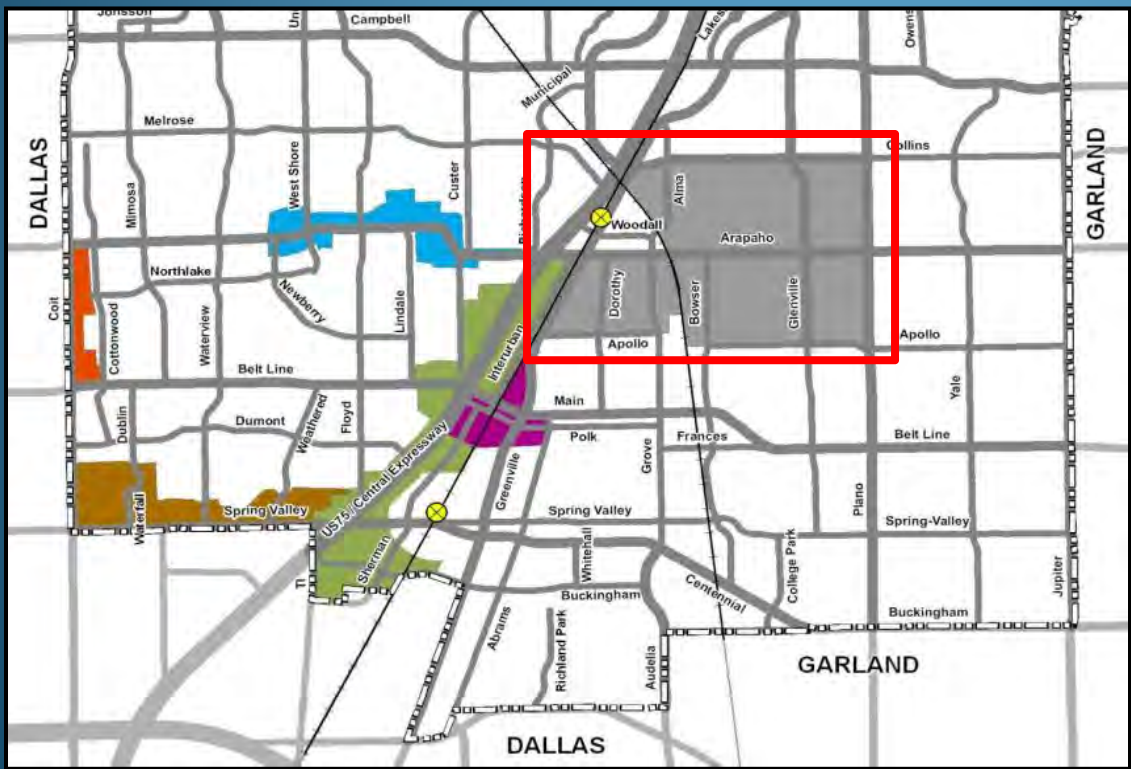 Jonsson
Campbell
Lakes
Owens
Municipal
Melrose
Collins
DALLAS
GARLAND
Mimosa
West Shore
Custer
Alma
Woodall
Arapaho
Northlake
Newberry
Lindale
Dorothy
Bowser
Glenville
Coit
Cottonwood
Waterview
Interurban
Apollo
Apollo
Belt Line
Yale
Main
Dublin
Dumont
Weathered
Floyd
Polk
Frances
Belt Line
Grove
US75 / Central Expressway
Greenville
Plano
Waterfall
Spring Valley
Spring Valley
Spring-Valley
Sherman
Whitehall
College Park
TI
Centennial
Jupiter
Buckingham
Buckingham
Abrams
Richland Park
Audelia
GARLAND
DALLAS